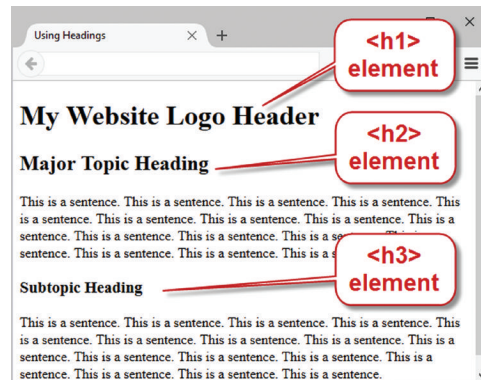 Using Headings
<h1>
element
My Website Logo Header
<h2>
element
Major Topic Heading
This is a sentence. This is a sentence. This is a sentence. This is a sentence. This
is a sentence. This is a sentence. This is a sentence. This is a sentence. This is a
sentence. This is a sentence. This is a sentence. This is a
sentence. This is a sentence. This is a sentence. This is a
<h3>
element
Subtopic Heading
This is a sentence. This is a sentence. This is a sentence. This is a sentence. This
is a sentence. This is a sentence. This is a sentence. This is a sentence. This is a
sentence. This is a sentence. This is a sentence. This is a sentence. This is a
sentence. This is a sentence. This is a sentence. This is a sentence.